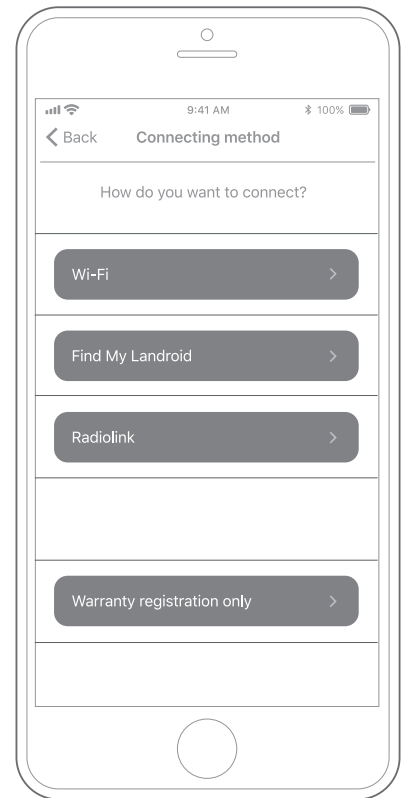 9:41 AM 100%
Back Connecting method
How do you want to connect?
Wi-Fi
Find My Landroid
Radiolink
Warranty registration only